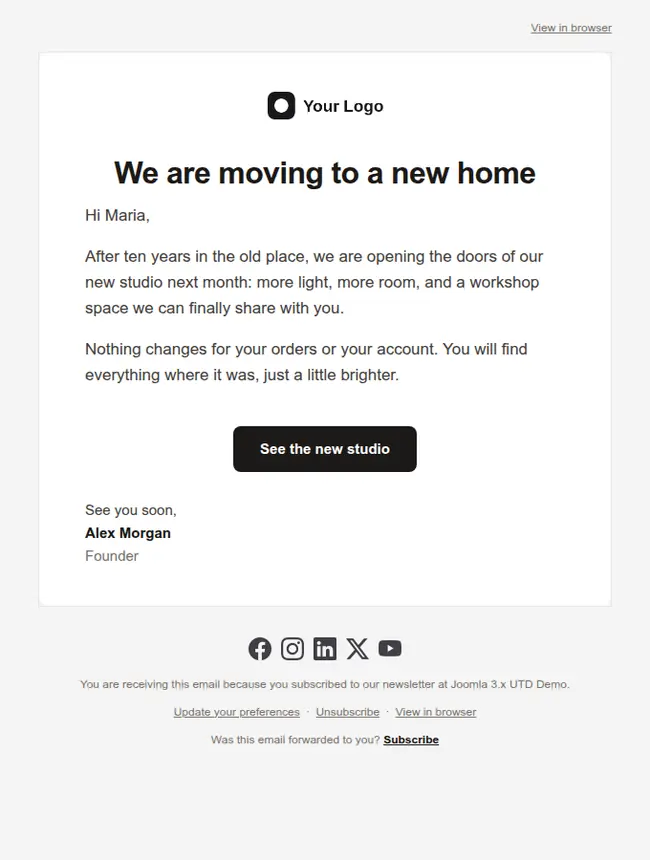 View in browser
Your Logo
We are moving to a new home
Hi Maria,
After ten years in the old place, we are opening the doors of our
new studio next month: more light, more room, and a workshop
space we can finally share with you.
Nothing changes for your orders or your account. You will find
everything where it was, just a little brighter.
See the new studio
See you soon,
Alex Morgan
Founder
You are receiving this email because you subscribed to our newsletter at Joomla 3.x UTD Demo.
Update your preferences · Unsubscribe · View in browser
Was this email forwarded to you? Subscribe